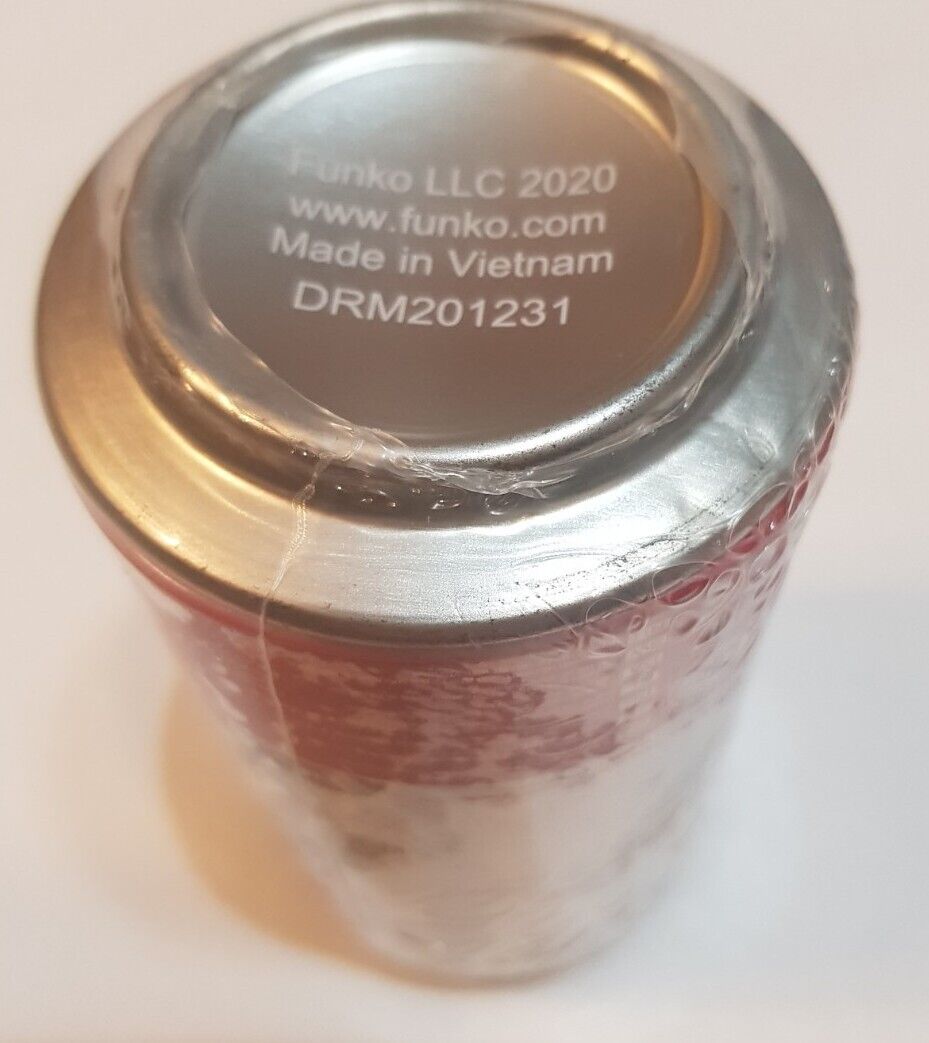 Funko LLC 2020
www.funko.com
Made in Vietnam
DRM201231